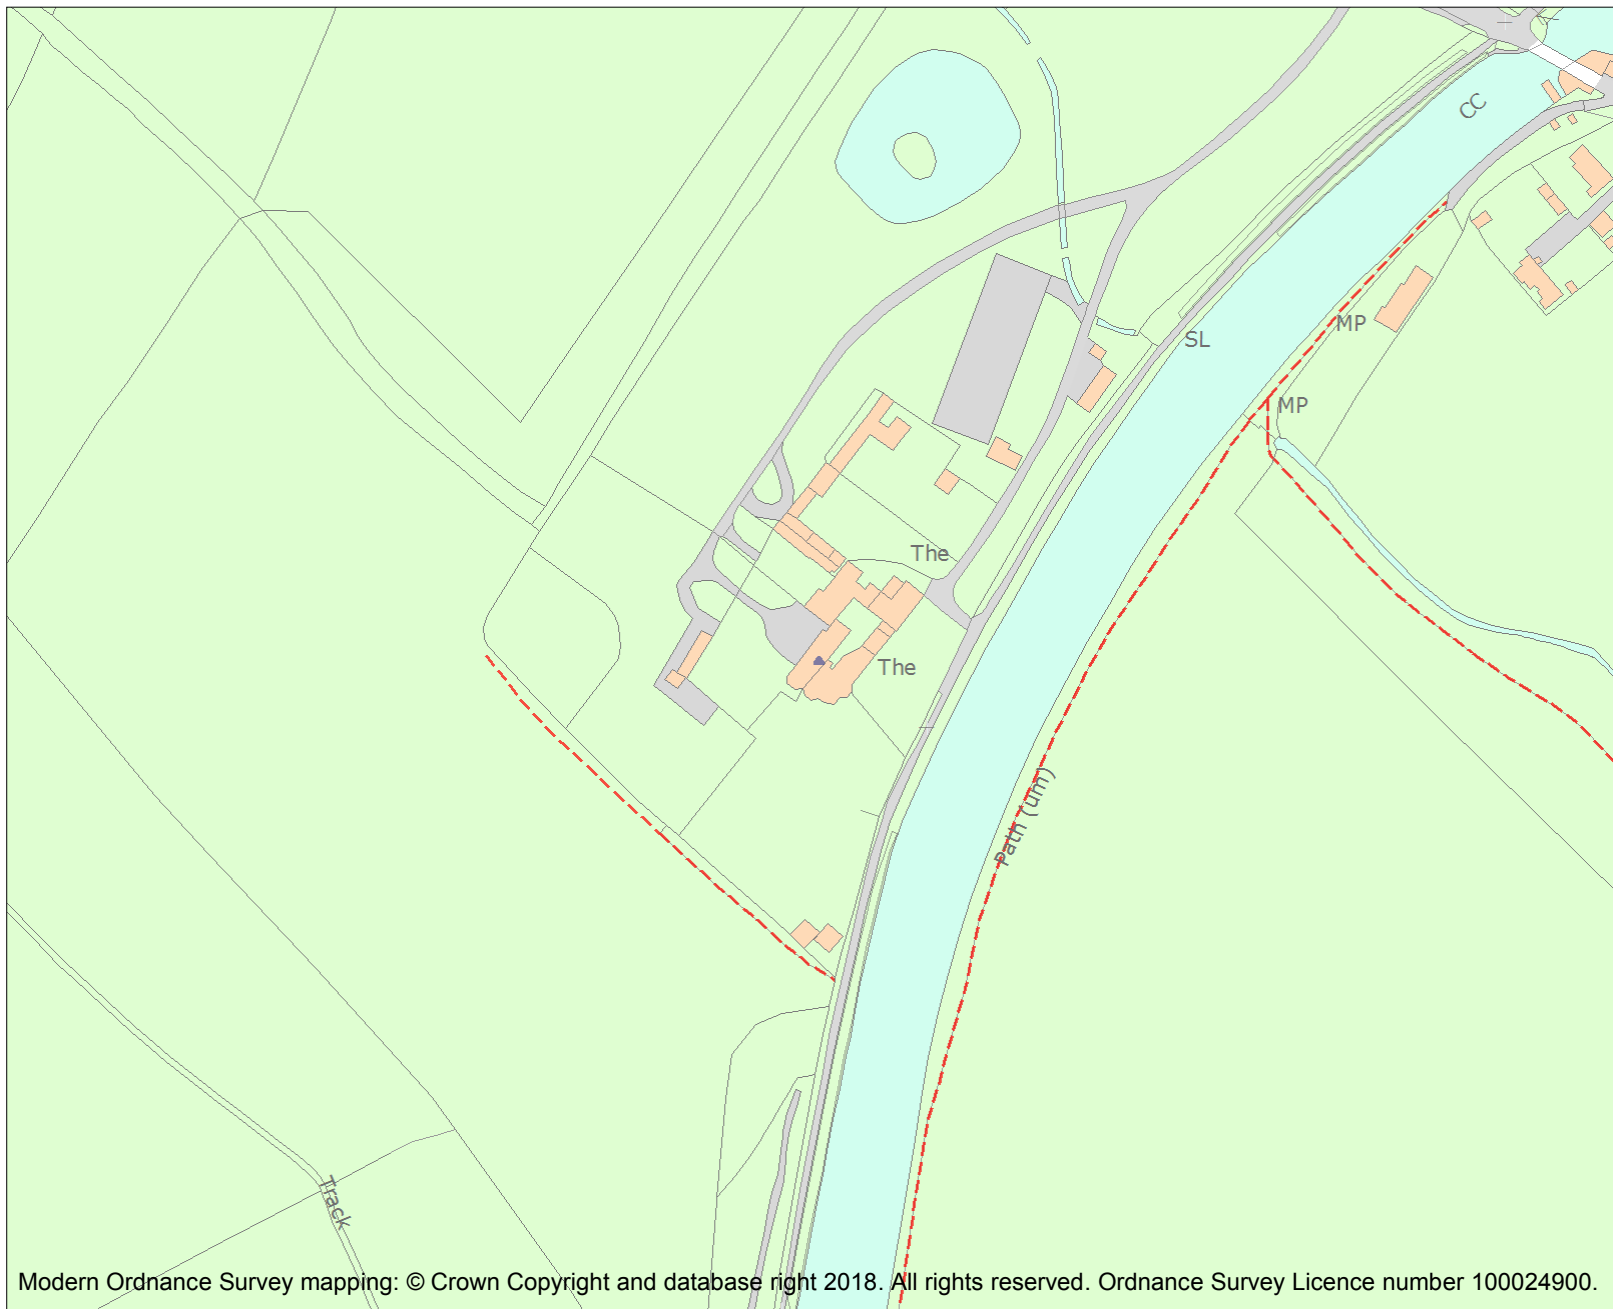 CC
MP
SL
MP
The
The
Path (um)
Track
Modern Ordnance Survey mapping: © Crown Copyright and database right 2018. All rights reserved. Ordnance Survey Licence number 100024900.